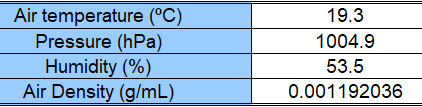 Air temperature (ºC) 19.3
Pressure (hPa) 1004.9
Humidity (%) 53.5
Air Density (g/mL) 0.001192036